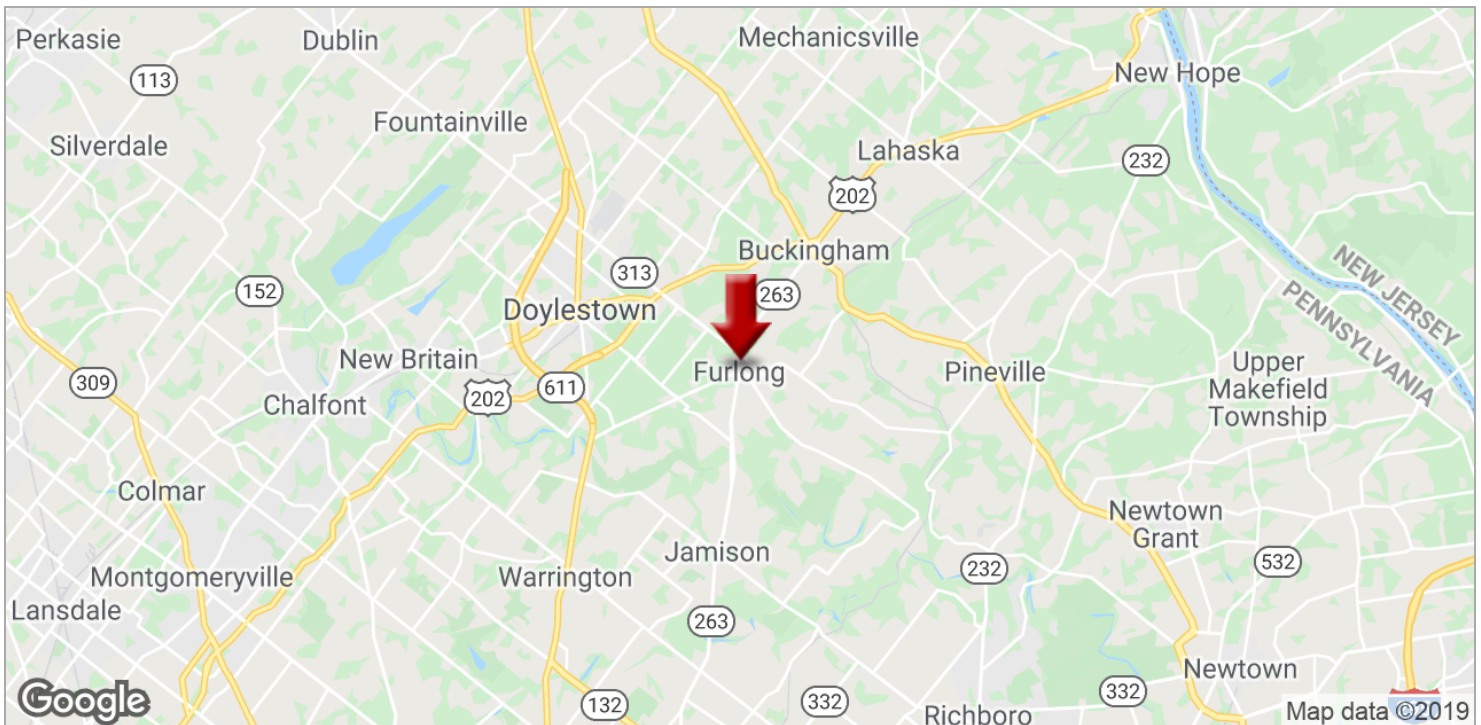 Perkasie
Dublin
Mechanicsville
113
New Hope
Fountainville
Silverdale
Lahaska
232
202
Buckingham
313
152
263
NEW JERSEY
PENNSYLVANIA
Doylestown
New Britain
Furlong
Pineville
Upper
Makefield
Township
309
611
202
Chalfont
Colmar
Newtown
Grant
Jamison
232
532
Montgomeryville
Warrington
Lansdale
263
Newtown
Google
132
332
332
Richboro
Map data ©2019